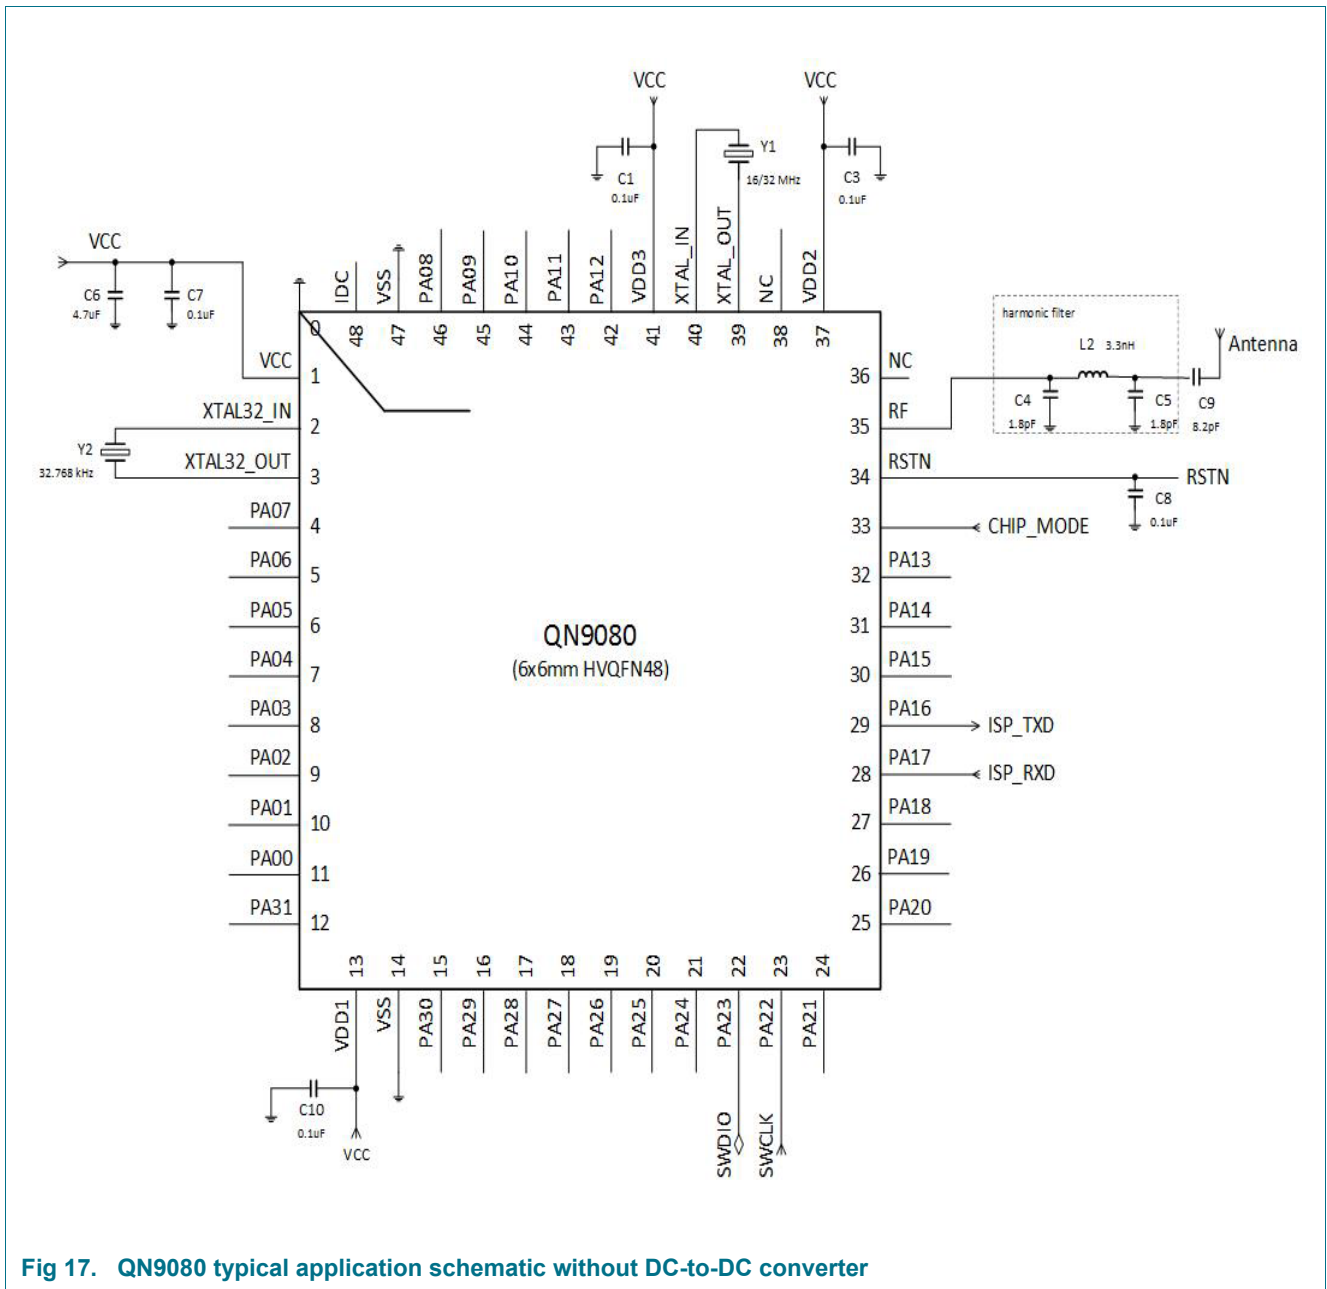 VCC
VCC
C1
0.1uF
Y1
16/32 MHz
C3
0.1uF
VCC
C6
4.7uF
C7
0.1uF
IDC
VSS
PA08
PA09
PA10
PA11
PA12
VDD3
XTAL_IN
XTAL_OUT
NC
VDD2
0
48
47
46
45
44
43
42
41
40
39
38
37
harmonic filter
L2 3.3nH
C4
1.8pF
C5
1.8pF
C9
8.2pF
Antenna
VCC
1
XTAL32_IN
2
Y2
32.768 kHz
XTAL32_OUT
3
PA07
4
PA06
5
PA05
6
PA04
7
PA03
8
PA02
9
PA01
10
PA00
11
PA31
12
QN9080
(6x6mm HVQFN48)
36
NC
35
RF
34
RSTN
RSTN
C8
0.1uF
33
CHIP_MODE
32
PA13
31
PA14
30
PA15
29
PA16
ISP_TXD
28
PA17
ISP_RXD
27
PA18
26
PA19
25
PA20
13
14
15
16
17
18
19
20
21
22
23
24
VDD1
VSS
PA30
PA29
PA28
PA27
PA26
PA25
PA24
PA23
PA22
PA21
C10
0.1uF
VCC
SWDIO
SWCLK
Fig 17. QN9080 typical application schematic without DC-to-DC converter